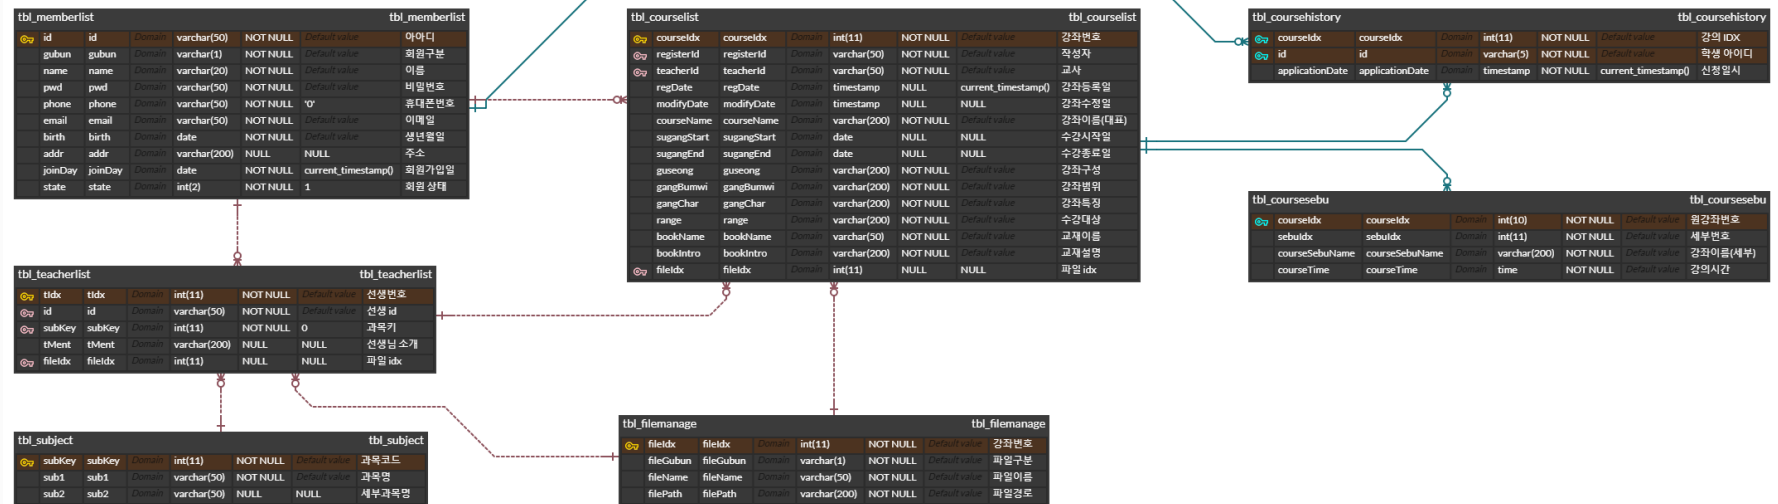 tbl_memberlist tbl_memberlist
id id Domain varchar(50) NOT NULL Default value 아아디
gubun gubun Domain varchar(1) NOT NULL Default value 회원구분
name name Domain varchar(20) NOT NULL Default value 이름
pwd pwd Domain varchar(50) NOT NULL Default value 비밀번호
phone phone Domain varchar(50) NOT NULL '0' 휴대폰번호
email email Domain varchar(50) NOT NULL Default value 이메일
birth birth Domain date NOT NULL Default value 생년월일
addr addr Domain varchar(200) NULL NULL 주소
joinDay joinDay Domain date NOT NULL current_timestamp() 회원가입일
state state Domain int(2) NOT NULL 1 회원 상태
tbl_courselist tbl_courselist
courseIdx courseIdx Domain int(11) NOT NULL Default value 강좌번호
registerId registerId Domain varchar(50) NOT NULL Default value 작성자
teacherId teacherId Domain varchar(50) NOT NULL Default value 교사
regDate regDate Domain timestamp NULL current_timestamp() 강좌등록일
modifyDate modifyDate Domain timestamp NULL NULL 강좌수정일
courseName courseName Domain varchar(200) NOT NULL Default value 강좌이름(대표)
sugangStart sugangStart Domain date NULL NULL 수강시작일
sugangEnd sugangEnd Domain date NULL NULL 수강종료일
guseong guseong Domain varchar(200) NOT NULL Default value 강좌구성
gangBumwi gangBumwi Domain varchar(200) NOT NULL Default value 강좌범위
gangChar gangChar Domain varchar(200) NOT NULL Default value 강좌특징
range range Domain varchar(200) NOT NULL Default value 수강대상
bookName bookName Domain varchar(50) NOT NULL Default value 교재이름
bookIntro bookIntro Domain varchar(200) NOT NULL Default value 교재설명
fileIdx fileIdx Domain int(11) NULL NULL 파일 idx
tbl_coursehistory tbl_coursehistory
courseIdx courseIdx Domain int(11) NOT NULL Default value 강의 IDX
id id Domain varchar(5) NOT NULL Default value 학생 아이디
applicationDate applicationDate Domain timestamp NOT NULL current_timestamp() 신청일시
tbl_coursesebu tbl_coursesebu
courseIdx courseIdx Domain int(10) NOT NULL Default value 원강좌번호
sebuIdx sebuIdx Domain int(11) NOT NULL Default value 세부번호
courseSebuName courseSebuName Domain varchar(200) NOT NULL Default value 강좌이름(세부)
courseTime courseTime Domain time NOT NULL Default value 강의시간
tbl_teacherlist tbl_teacherlist
tIdx tIdx Domain int(11) NOT NULL Default value 선생번호
id id Domain varchar(50) NOT NULL Default value 선생 id
subKey subKey Domain int(11) NOT NULL 0 과목키
tMent tMent Domain varchar(200) NULL NULL 선생님 소개
fileIdx fileIdx Domain int(11) NULL NULL 파일 idx
tbl_subject tbl_subject
subKey subKey Domain int(11) NOT NULL Default value 과목코드
sub1 sub1 Domain varchar(50) NOT NULL Default value 과목명
sub2 sub2 Domain varchar(50) NULL NULL 세부과목명
tbl_filemanage tbl_filemanage
fileIdx fileIdx Domain int(11) NOT NULL Default value 강좌번호
fileGubun fileGubun Domain varchar(1) NOT NULL Default value 파일구분
fileName fileName Domain varchar(50) NOT NULL Default value 파일이름
filePath filePath Domain varchar(200) NOT NULL Default value 파일경로